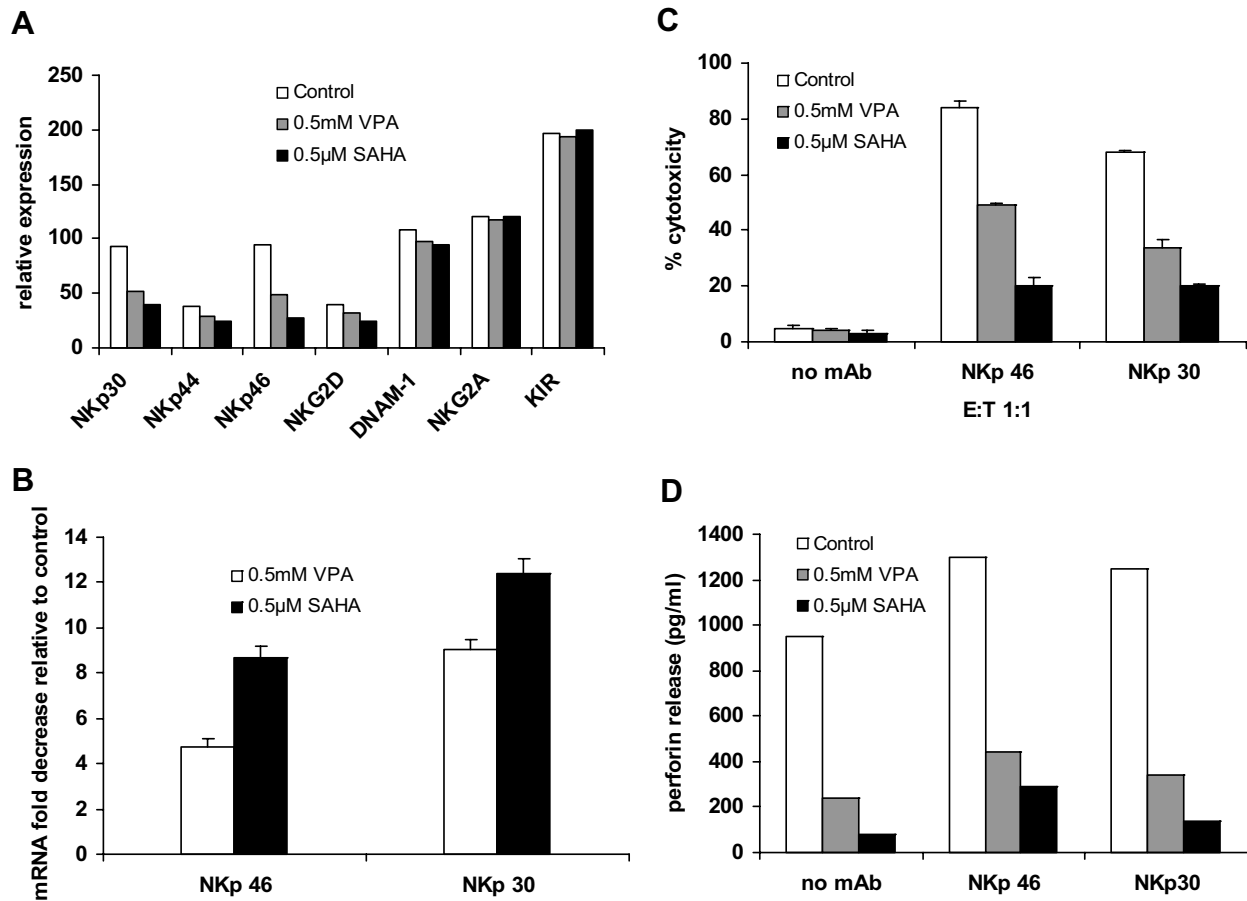 A
relative expression
250
200
150
100
50
0
Control
0.5mM VPA
0.5µM SAHA
NKp30
NKp44
NKp46
NKG2D
DNAM-1
NKG2A
KIR
C
% cytotoxicity
100
80
60
40
20
0
Control
0.5mM VPA
0.5µM SAHA
no mAb
NKp 46
NKp 30
E:T 1:1
B
mRNA fold decrease relative to control
14
12
10
8
6
4
2
0
0.5mM VPA
0.5µM SAHA
NKp 46
NKp 30
D
perforin release (pg/ml)
1400
1200
1000
800
600
400
200
0
Control
0.5mM VPA
0.5µM SAHA
no mAb
NKp 46
NKp30